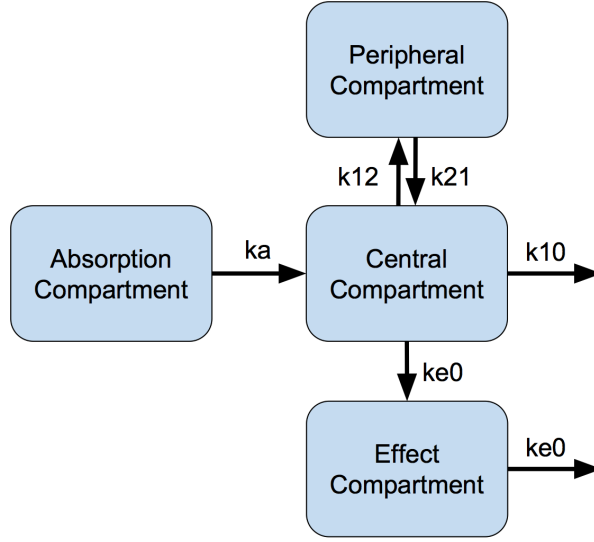 Peripheral
Compartment
k12
k21
Absorption
Compartment
ka
Central
Compartment
k10
ke0
Effect
Compartment
ke0